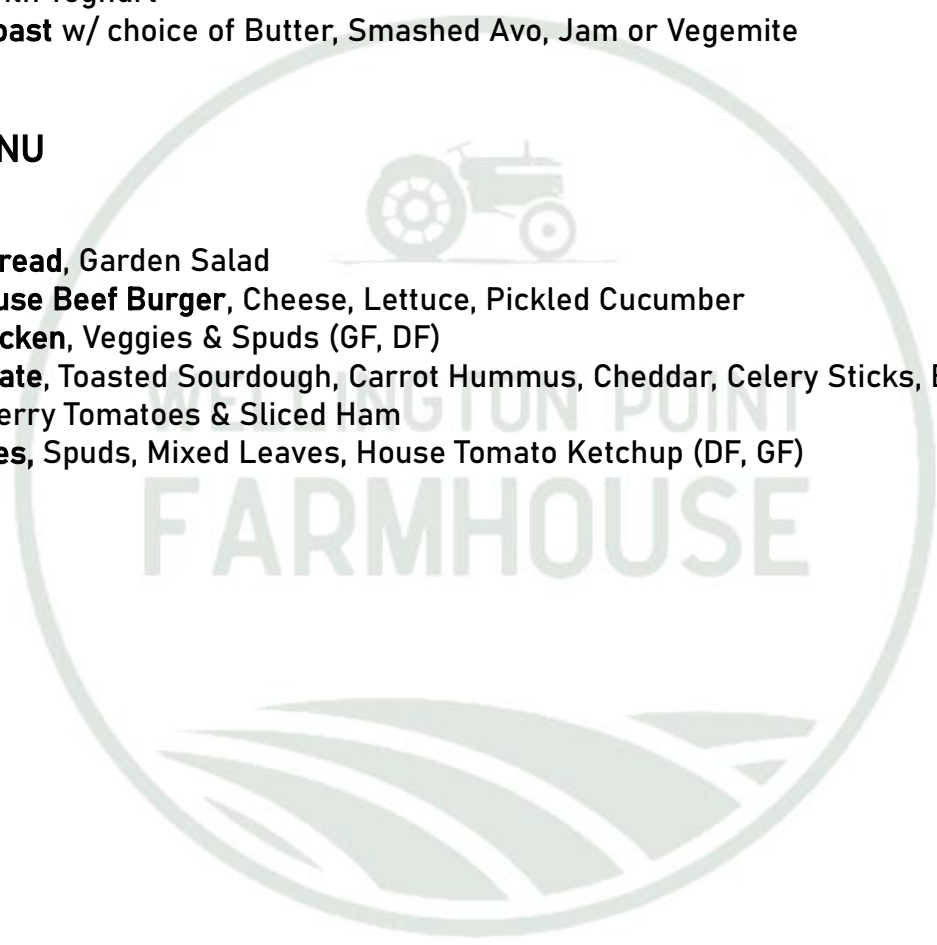 with Yoghurt
oast w/ choice of Butter, Smashed Avo, Jam or Vegemite
NU
read, Garden Salad
use Beef Burger, Cheese, Lettuce, Pickled Cucumber
cken, Veggies & Spuds (GF, DF)
ate, Toasted Sourdough, Carrot Hummus, Cheddar, Celery Sticks,
erry Tomatoes & Sliced Ham
es, Spuds, Mixed Leaves, House Tomato Ketchup (DF, GF)
WELLINGTON POINT
FARMHOUSE